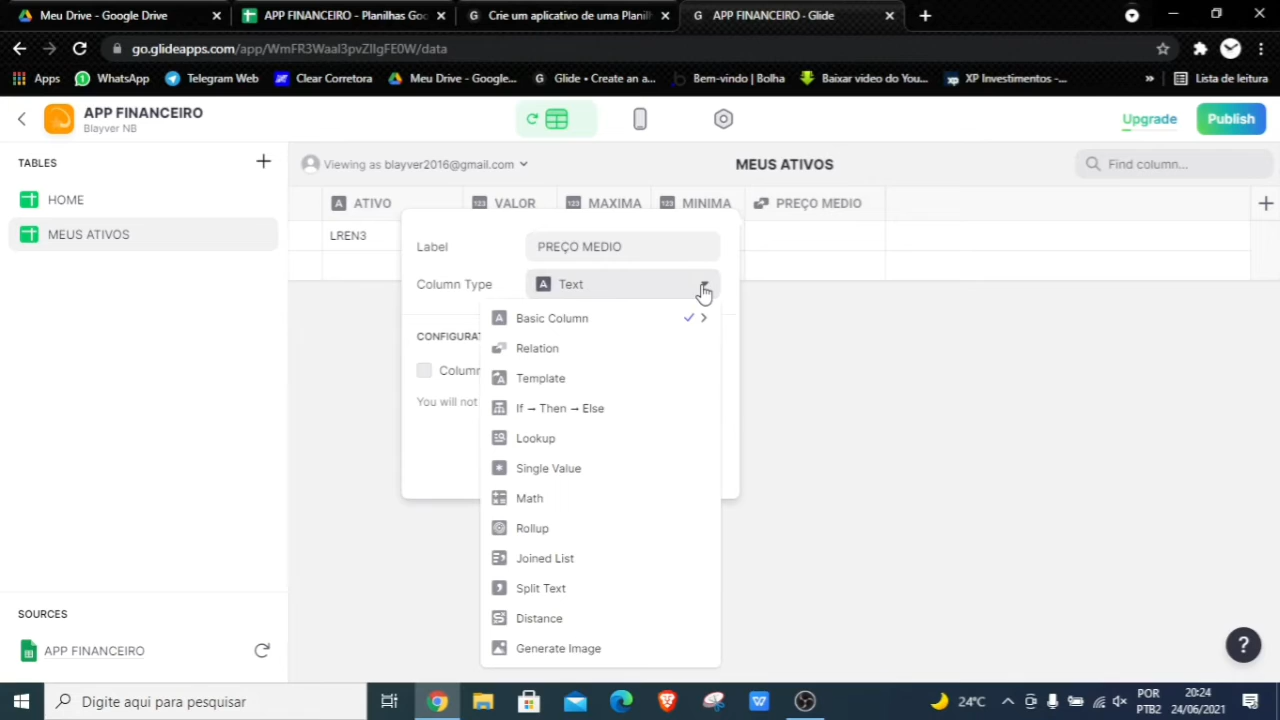 Meu Drive - Google Drive
APP FINANCEIRO - Planilhas Go
Crie um aplicativo de uma Planil
APP FINANCEIRO - Glide
go.glideapps.com/app/WmFR3Waal3pvZIlgFE0W/data
Apps
WhatsApp
Telegram Web
Clear Corretora
Meu Drive - Google...
Glide • Create an a...
Bem-vindo | Bolha
Baixar video do You...
XP Investimentos -...
»
Lista de leitura
APP FINANCEIRO
Blayver NB
Upgrade
Publish
TABLES
Viewing as blayver2016@gmail.com
MEUS ATIVOS
Find column...
HOME
MEUS ATIVOS
ATIVO
VALOR
MAXIMA
MINIMA
PREÇO MEDIO
LREN3
Label
PREÇO MEDIO
Column Type
Text
CONFIGURAT
Column
You will not
Basic Column
Relation
Template
If → Then → Else
Lookup
Single Value
Math
Rollup
Joined List
Split Text
Distance
Generate Image
SOURCES
APP FINANCEIRO
?
Digite aqui para pesquisar
24°C
POR
PTB2
20:24
24/06/2021